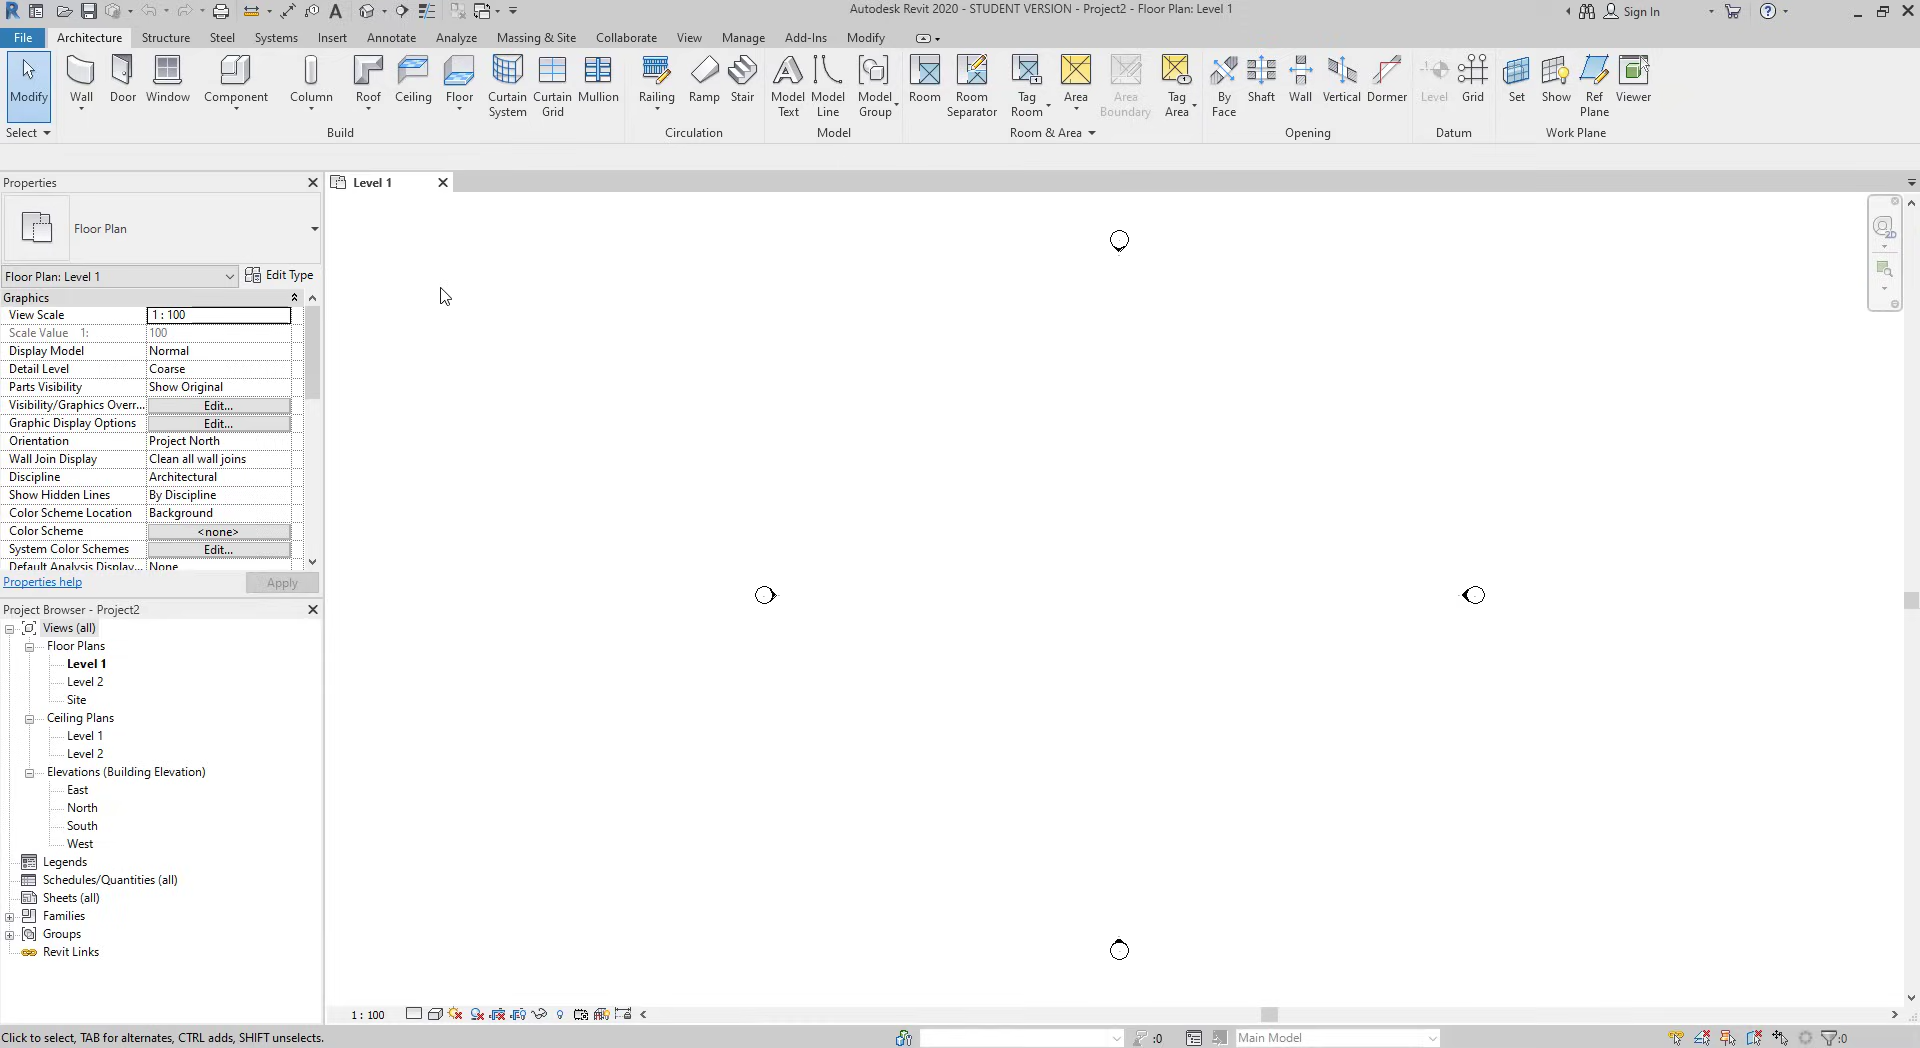 Autodesk Revit 2020 - STUDENT VERSION - Project2 - Floor Plan: Level 1
Sign In
File Architecture Structure Steel Systems Insert Annotate Analyze Massing & Site Collaborate View Manage Add-Ins Modify
Modify Wall Door Window Component Column Roof Ceiling Floor Curtain System Curtain Grid Mullion Railing Ramp Stair Model Text Model Line Model Group Room Room Separator Tag Room Area Area Boundary Tag Area By Face Shaft Wall Vertical Dormer Level Grid Set Show Ref Plane Viewer
Select Build Circulation Model Room & Area Opening Datum Work Plane
Properties
Level 1
Floor Plan
Floor Plan: Level 1 Edit Type
Graphics
View Scale 1 : 100
Scale Value 1: 100
Display Model Normal
Detail Level Coarse
Parts Visibility Show Original
Visibility/Graphics Overr... Edit...
Graphic Display Options Edit...
Orientation Project North
Wall Join Display Clean all wall joins
Discipline Architectural
Show Hidden Lines By Discipline
Color Scheme Location Background
Color Scheme <none>
System Color Schemes Edit...
Default Analysis Display... None
Properties help Apply
Project Browser - Project2
Views (all)
Floor Plans
Level 1
Level 2
Site
Ceiling Plans
Level 1
Level 2
Elevations (Building Elevation)
East
North
South
West
Legends
Schedules/Quantities (all)
Sheets (all)
Families
Groups
Revit Links
2D
1 : 100
Click to select, TAB for alternates, CTRL adds, SHIFT unselects.
:0
Main Model
:0